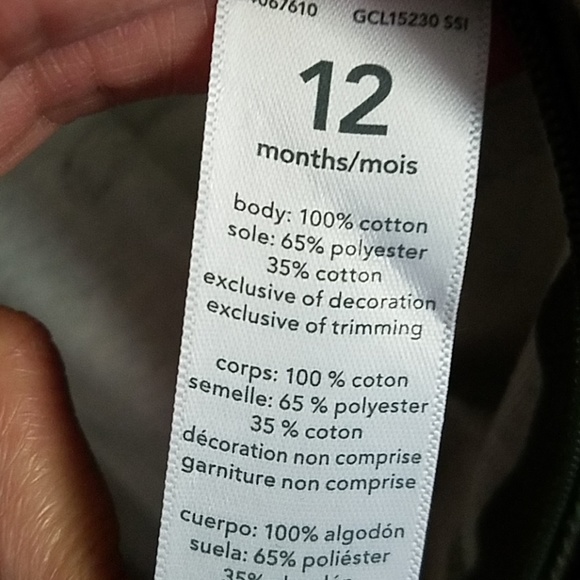 GCL15230 SSI
12
months/mois
body: 100% cotton
sole: 65% polyester
35% cotton
exclusive of decoration
exclusive of trimming
corps: 100 % coton
semelle: 65 % polyester
35 % coton
décoration non comprise
garniture non comprise
cuerpo: 100% algodón
suela: 65% poliéster